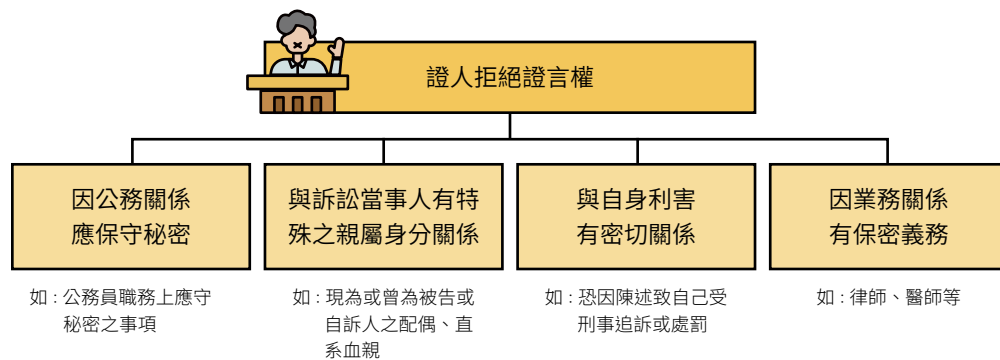 證人拒絕證言權
因公務關係
應保守秘密
如：公務員職務上應守
秘密之事項
與訴訟當事人有特
殊之親屬身分關係
如：現為或曾為被告或
自訴人之配偶、直
系血親
與自身利害
有密切關係
如：恐因陳述致自己受
刑事追訴或處罰
因業務關係
有保密義務
如：律師、醫師等